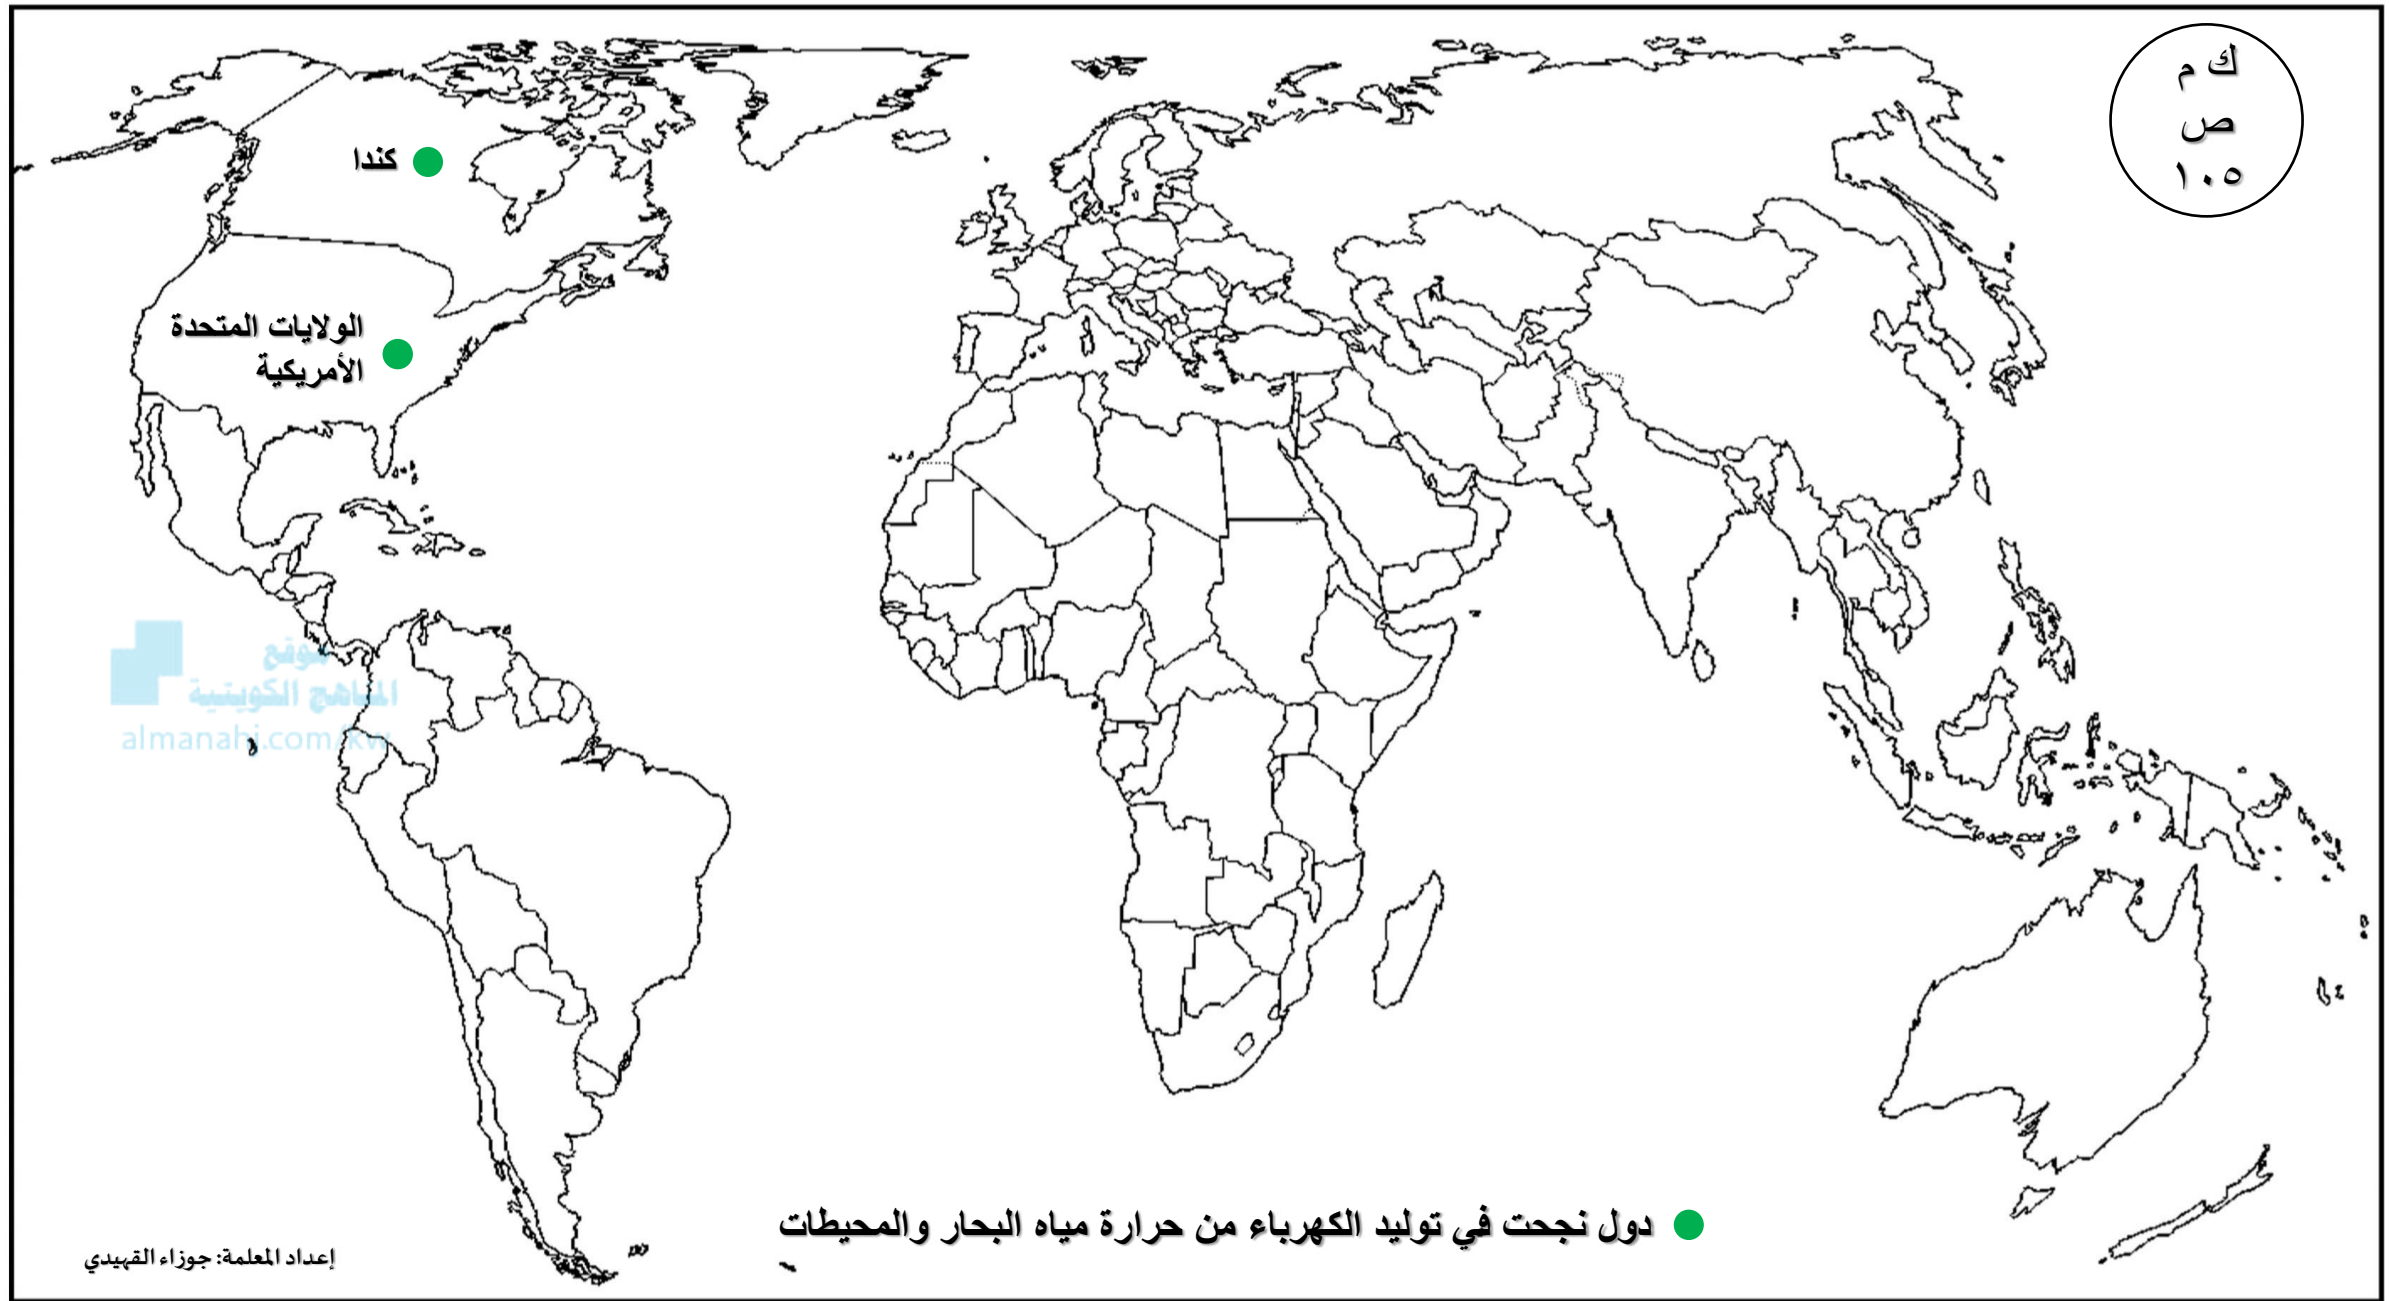 ك م
ص
١٠٥
كندا
الولايات المتحدة
الأمريكية
موقع
المناهج الكويتية
almanahj.com/kw
دول نجحت في توليد الكهرباء من حرارة مياه البحار والمحيطات
إعداد المعلمة: جوزاء القهيدي